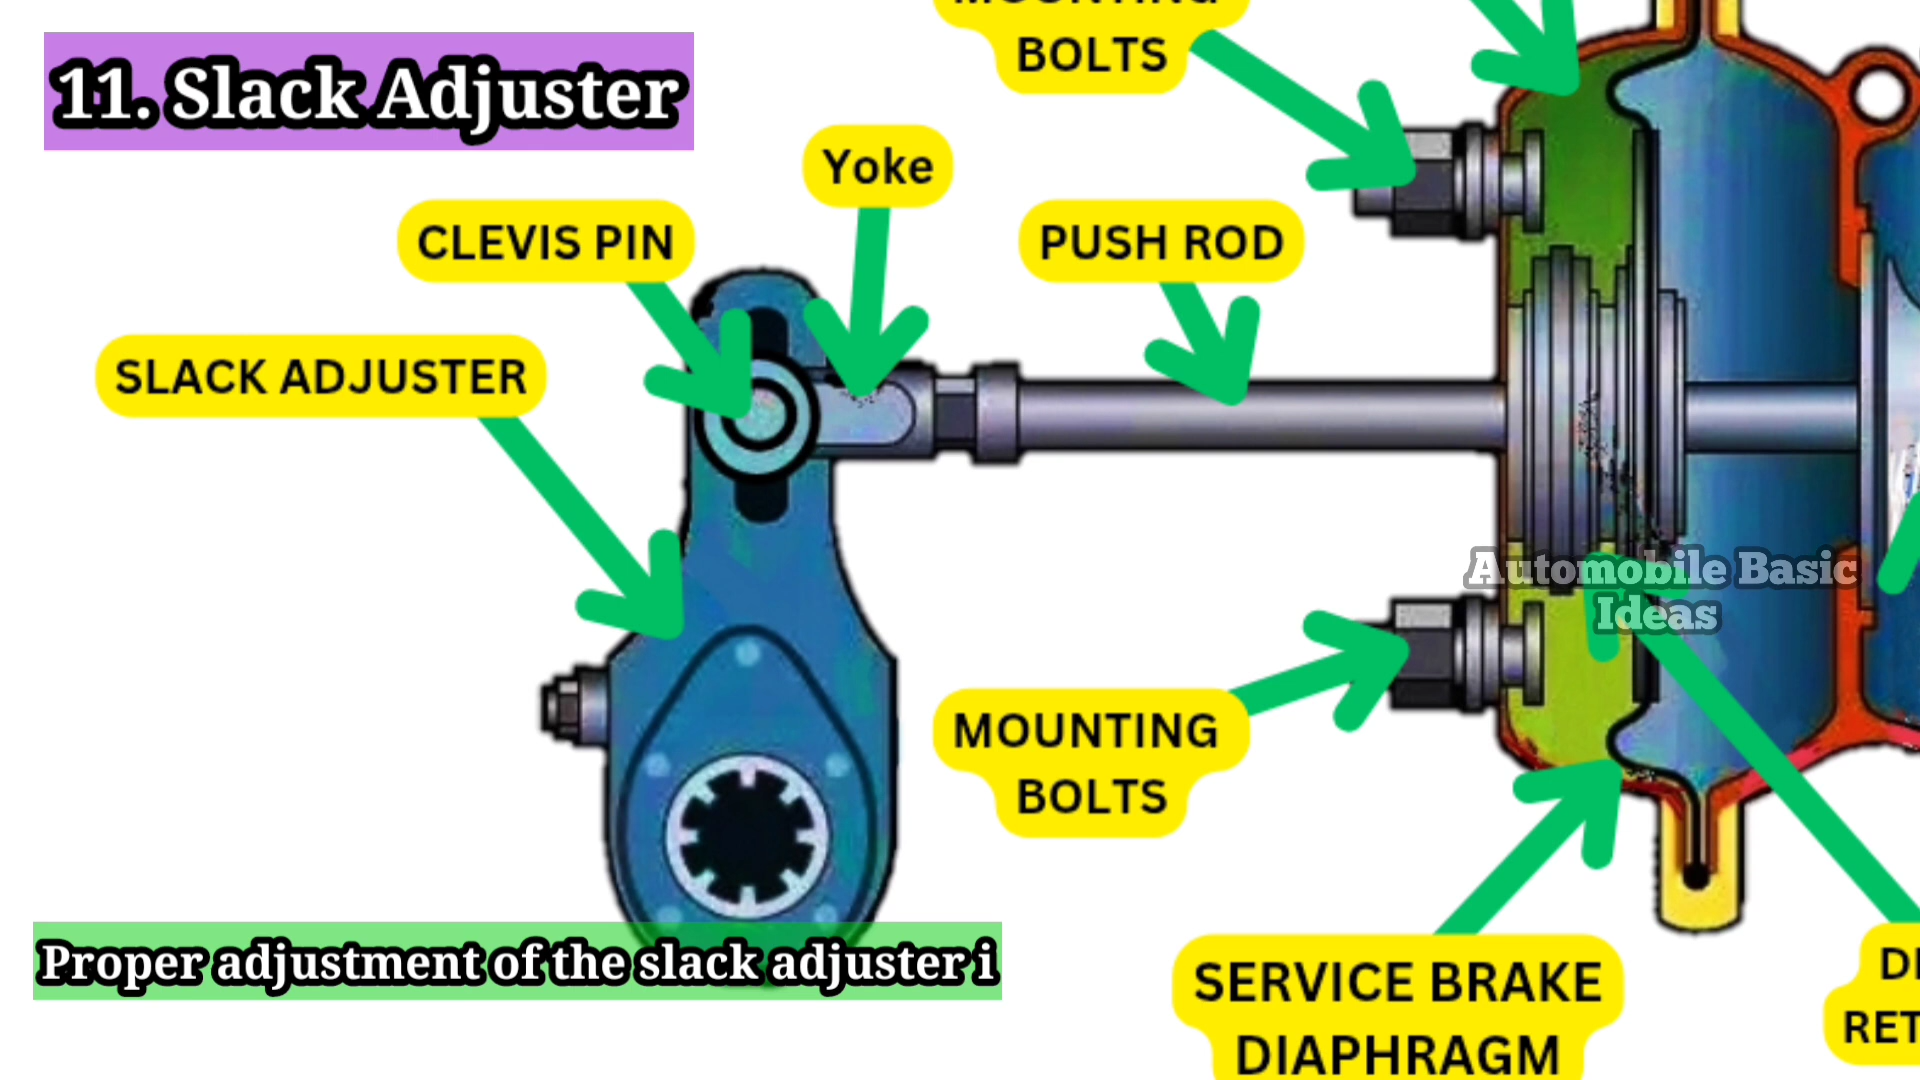 MOUNTING
BOLTS
11. Slack Adjuster
Yoke
CLEVIS PIN
PUSH ROD
SLACK ADJUSTER
Automobile Basic
Ideas
MOUNTING
BOLTS
Proper adjustment of the slack adjuster i
SERVICE BRAKE
DIAPHRAGM